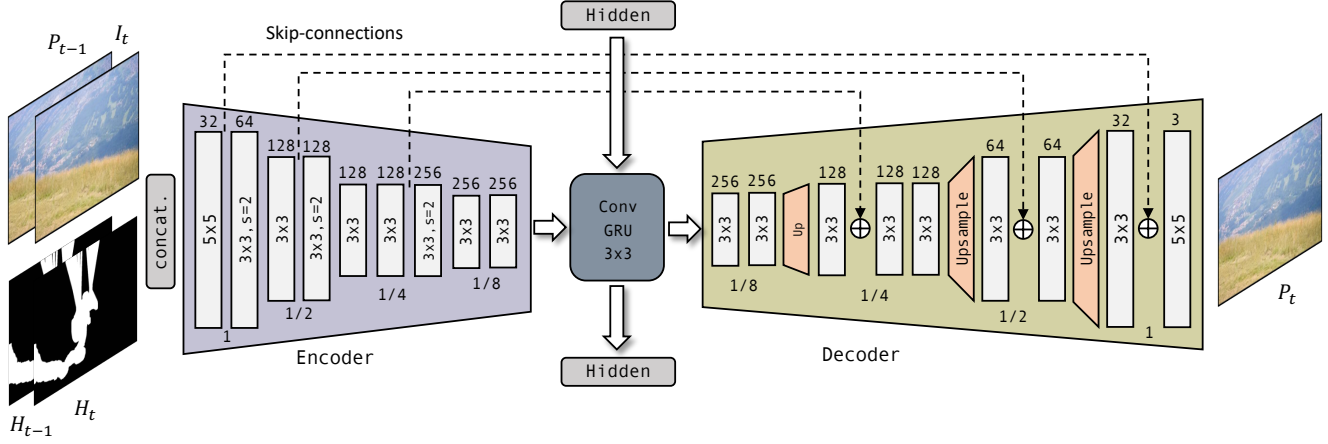 Hidden
P_{t-1} I_t
Skip-connections
concat.
32 64
128 128
128 128 256
256 256
5x5
3x3,s=2
3x3
3x3,s=2
3x3
3x3
3x3,s=2
3x3
3x3
1
1/2
1/4
1/8
Encoder
Conv
GRU
3x3
Hidden
256 256
128
128 128
64
64
32
3
3x3
3x3
Up
3x3
3x3
3x3
Upsample
3x3
3x3
Upsample
3x3
5x5
1/8
1/4
1/2
1
Decoder
P_t
H_{t-1}
H_t